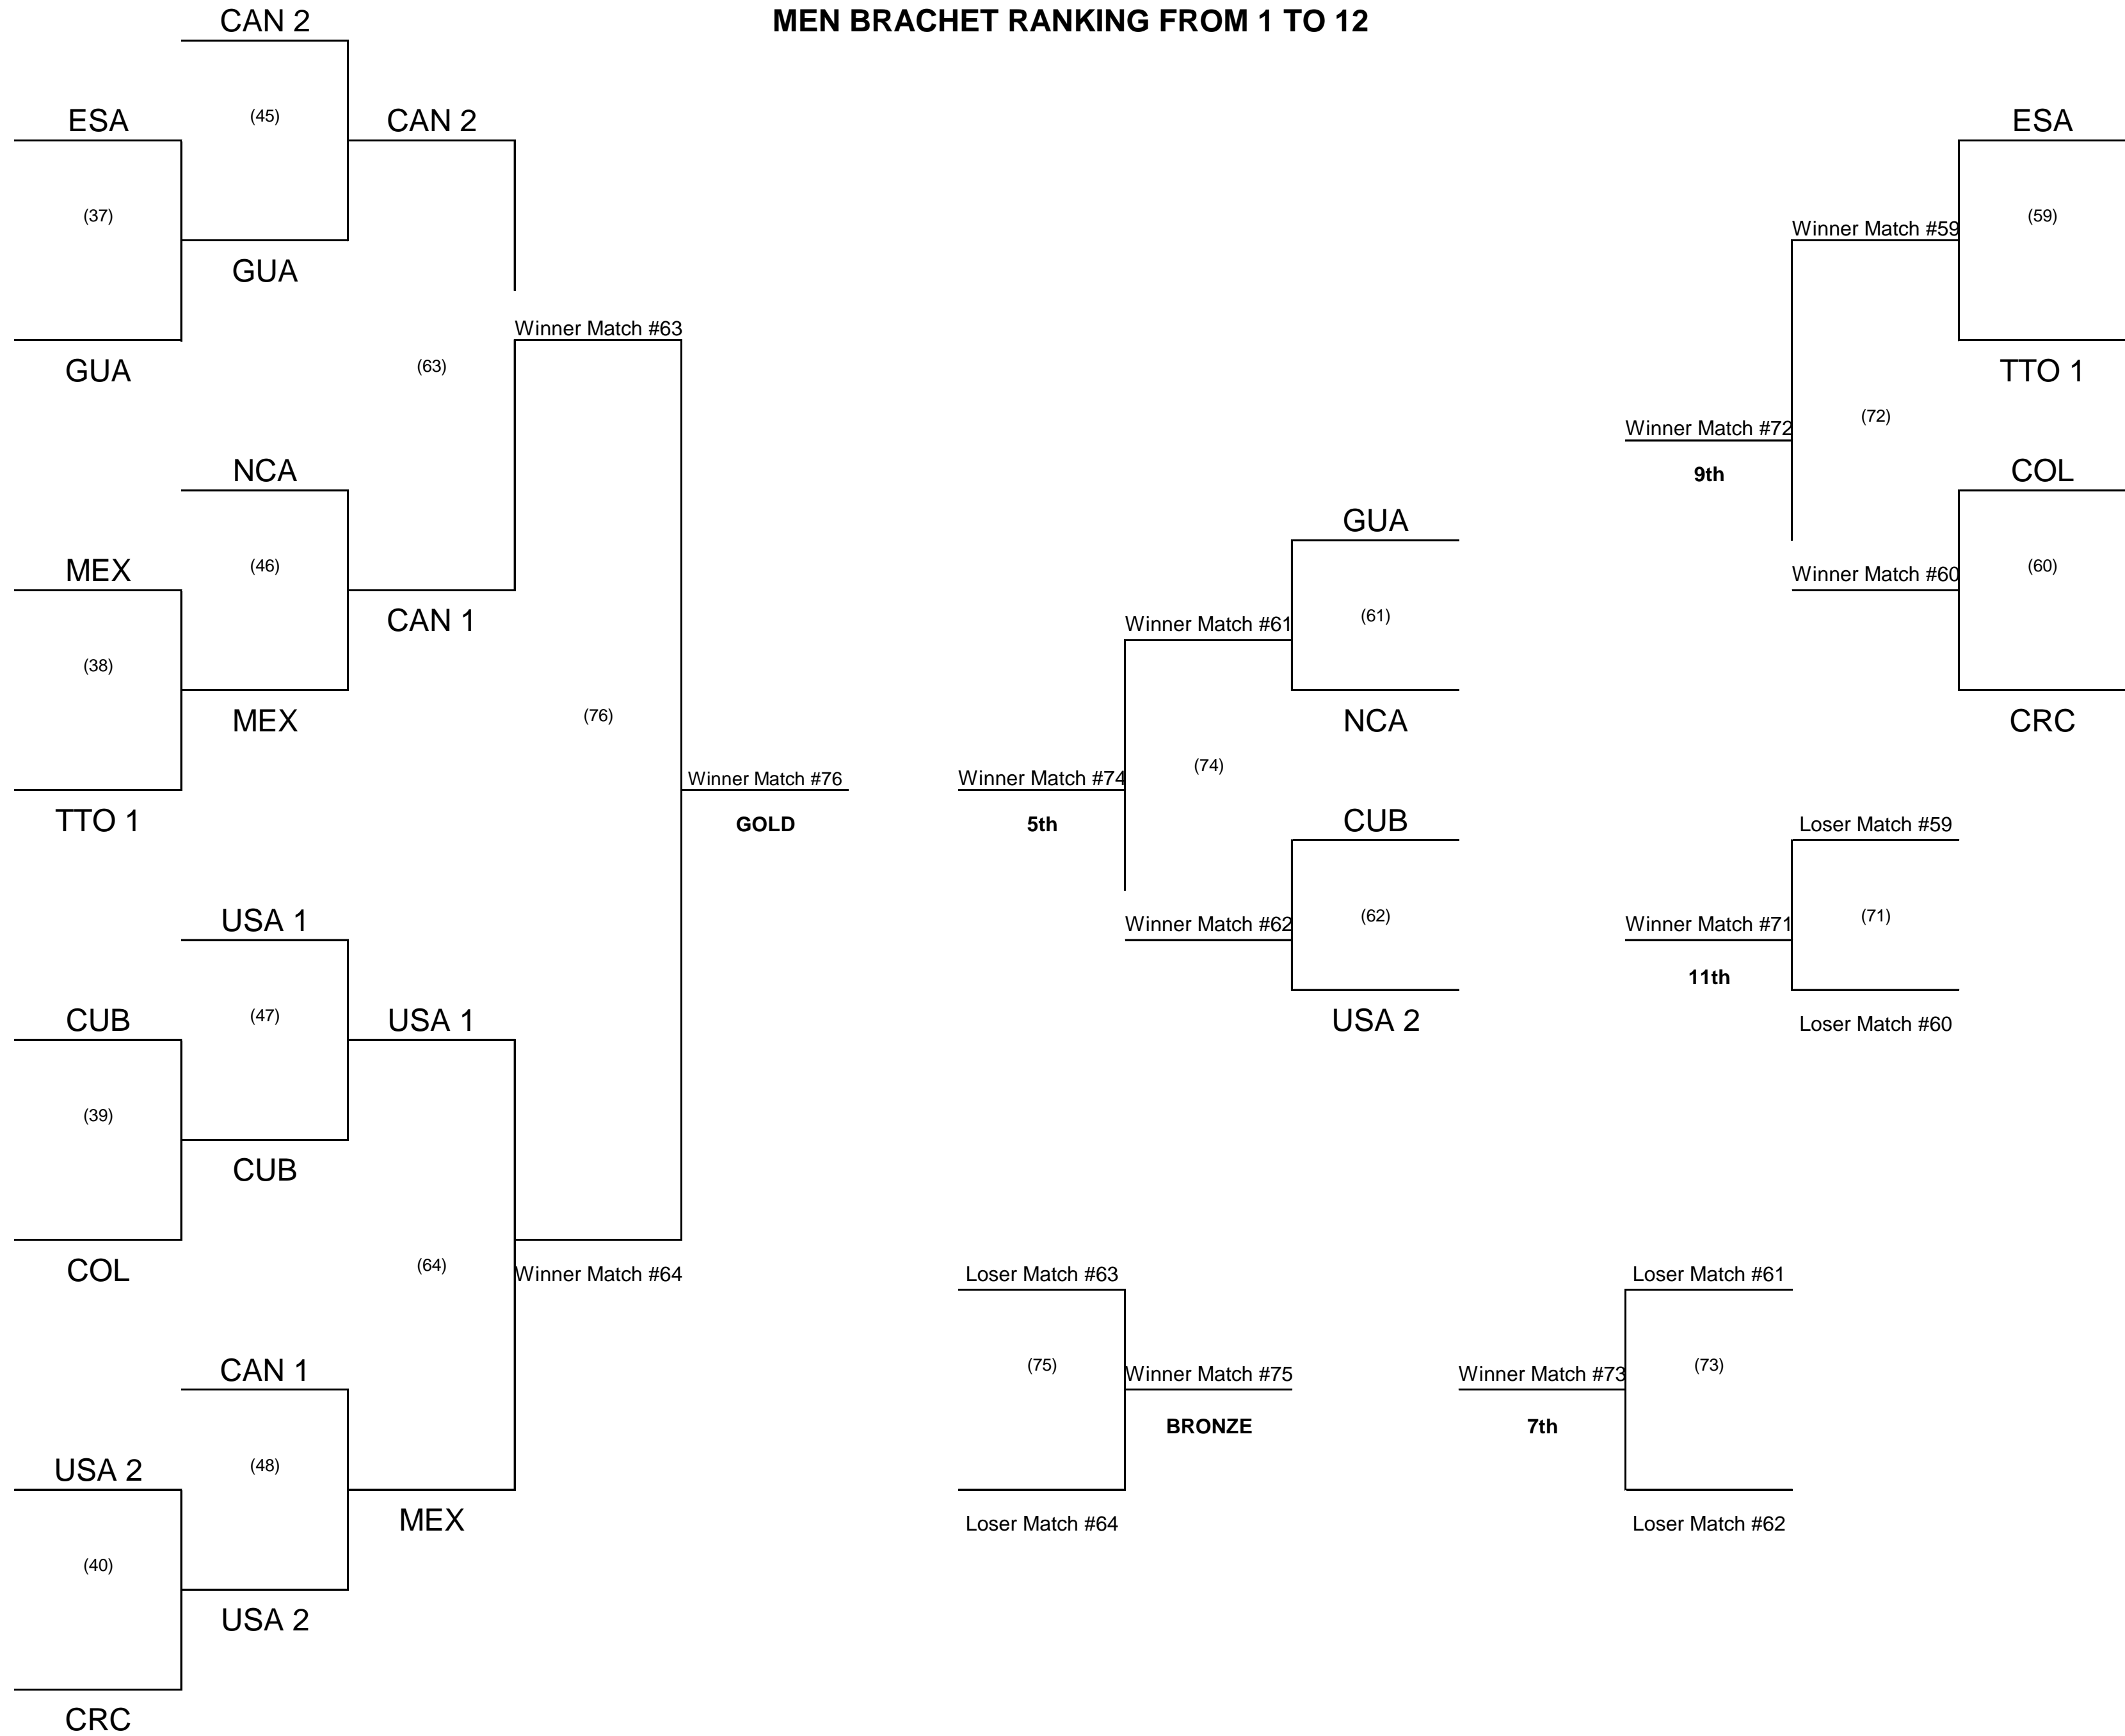 MEN BRACHET RANKING FROM 1 TO 12
CAN 2
(45)
ESA
CAN 2
(37)
GUA
GUA
Winner Match #63
(63)
NCA
(46)
MEX
CAN 1
(38)
MEX
TTO 1
(76)
Winner Match #76
GOLD
USA 1
(47)
CUB
USA 1
(39)
CUB
COL
(64)
Winner Match #64
CAN 1
(48)
USA 2
MEX
(40)
USA 2
CRC
GUA
(61)
Winner Match #61
NCA
(74)
Winner Match #74
5th
CUB
(62)
Winner Match #62
USA 2
Loser Match #63
(75)
Winner Match #75
BRONZE
Loser Match #64
ESA
(59)
Winner Match #59
TTO 1
(72)
Winner Match #72
9th
COL
(60)
Winner Match #60
CRC
Loser Match #59
(71)
Winner Match #71
11th
Loser Match #60
Loser Match #61
(73)
Winner Match #73
7th
Loser Match #62